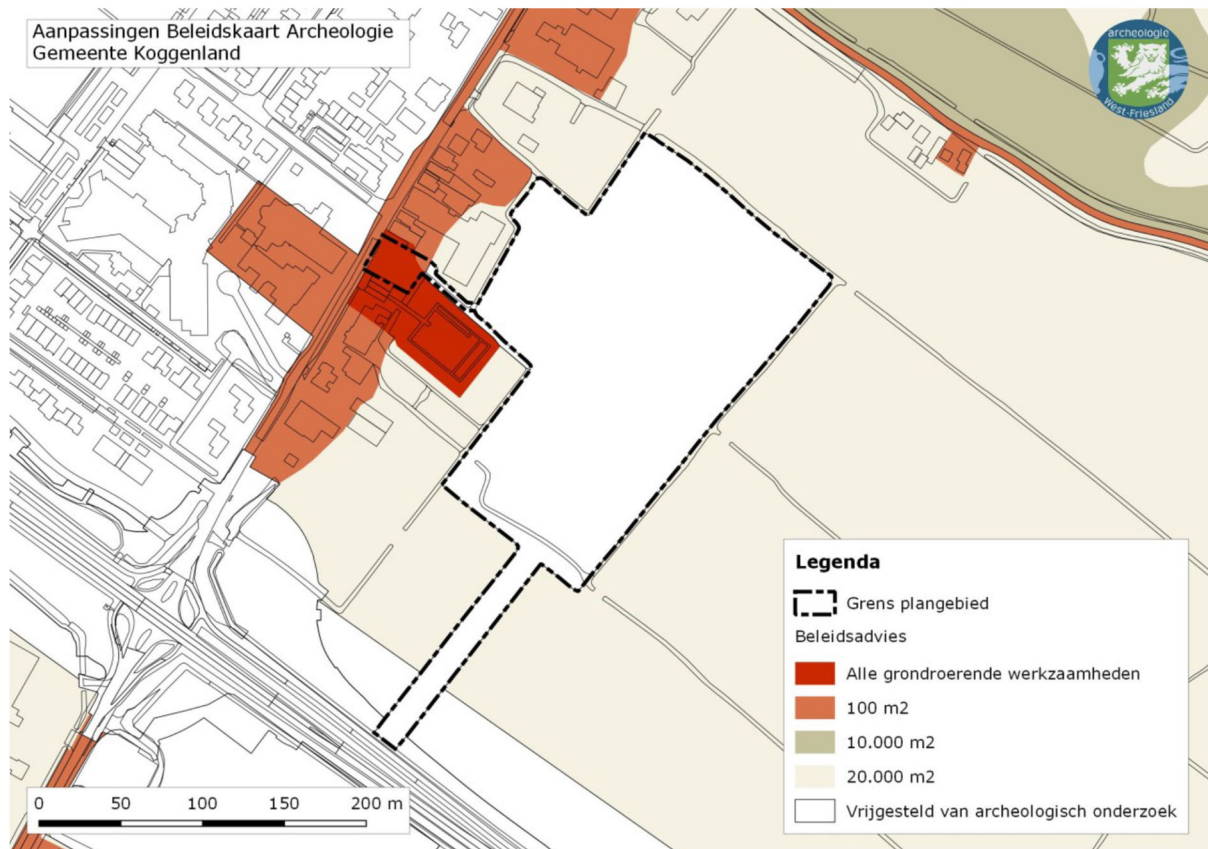 Aanpassingen Beleidskaart Archeologie
Gemeente Koggenland
archeologie
West-Friesland
Legenda
Grens plangebied
Beleidsadvies
Alle grondroerende werkzaamheden
100 m2
10.000 m2
20.000 m2
Vrijgesteld van archeologisch onderzoek
0 50 100 150 200 m